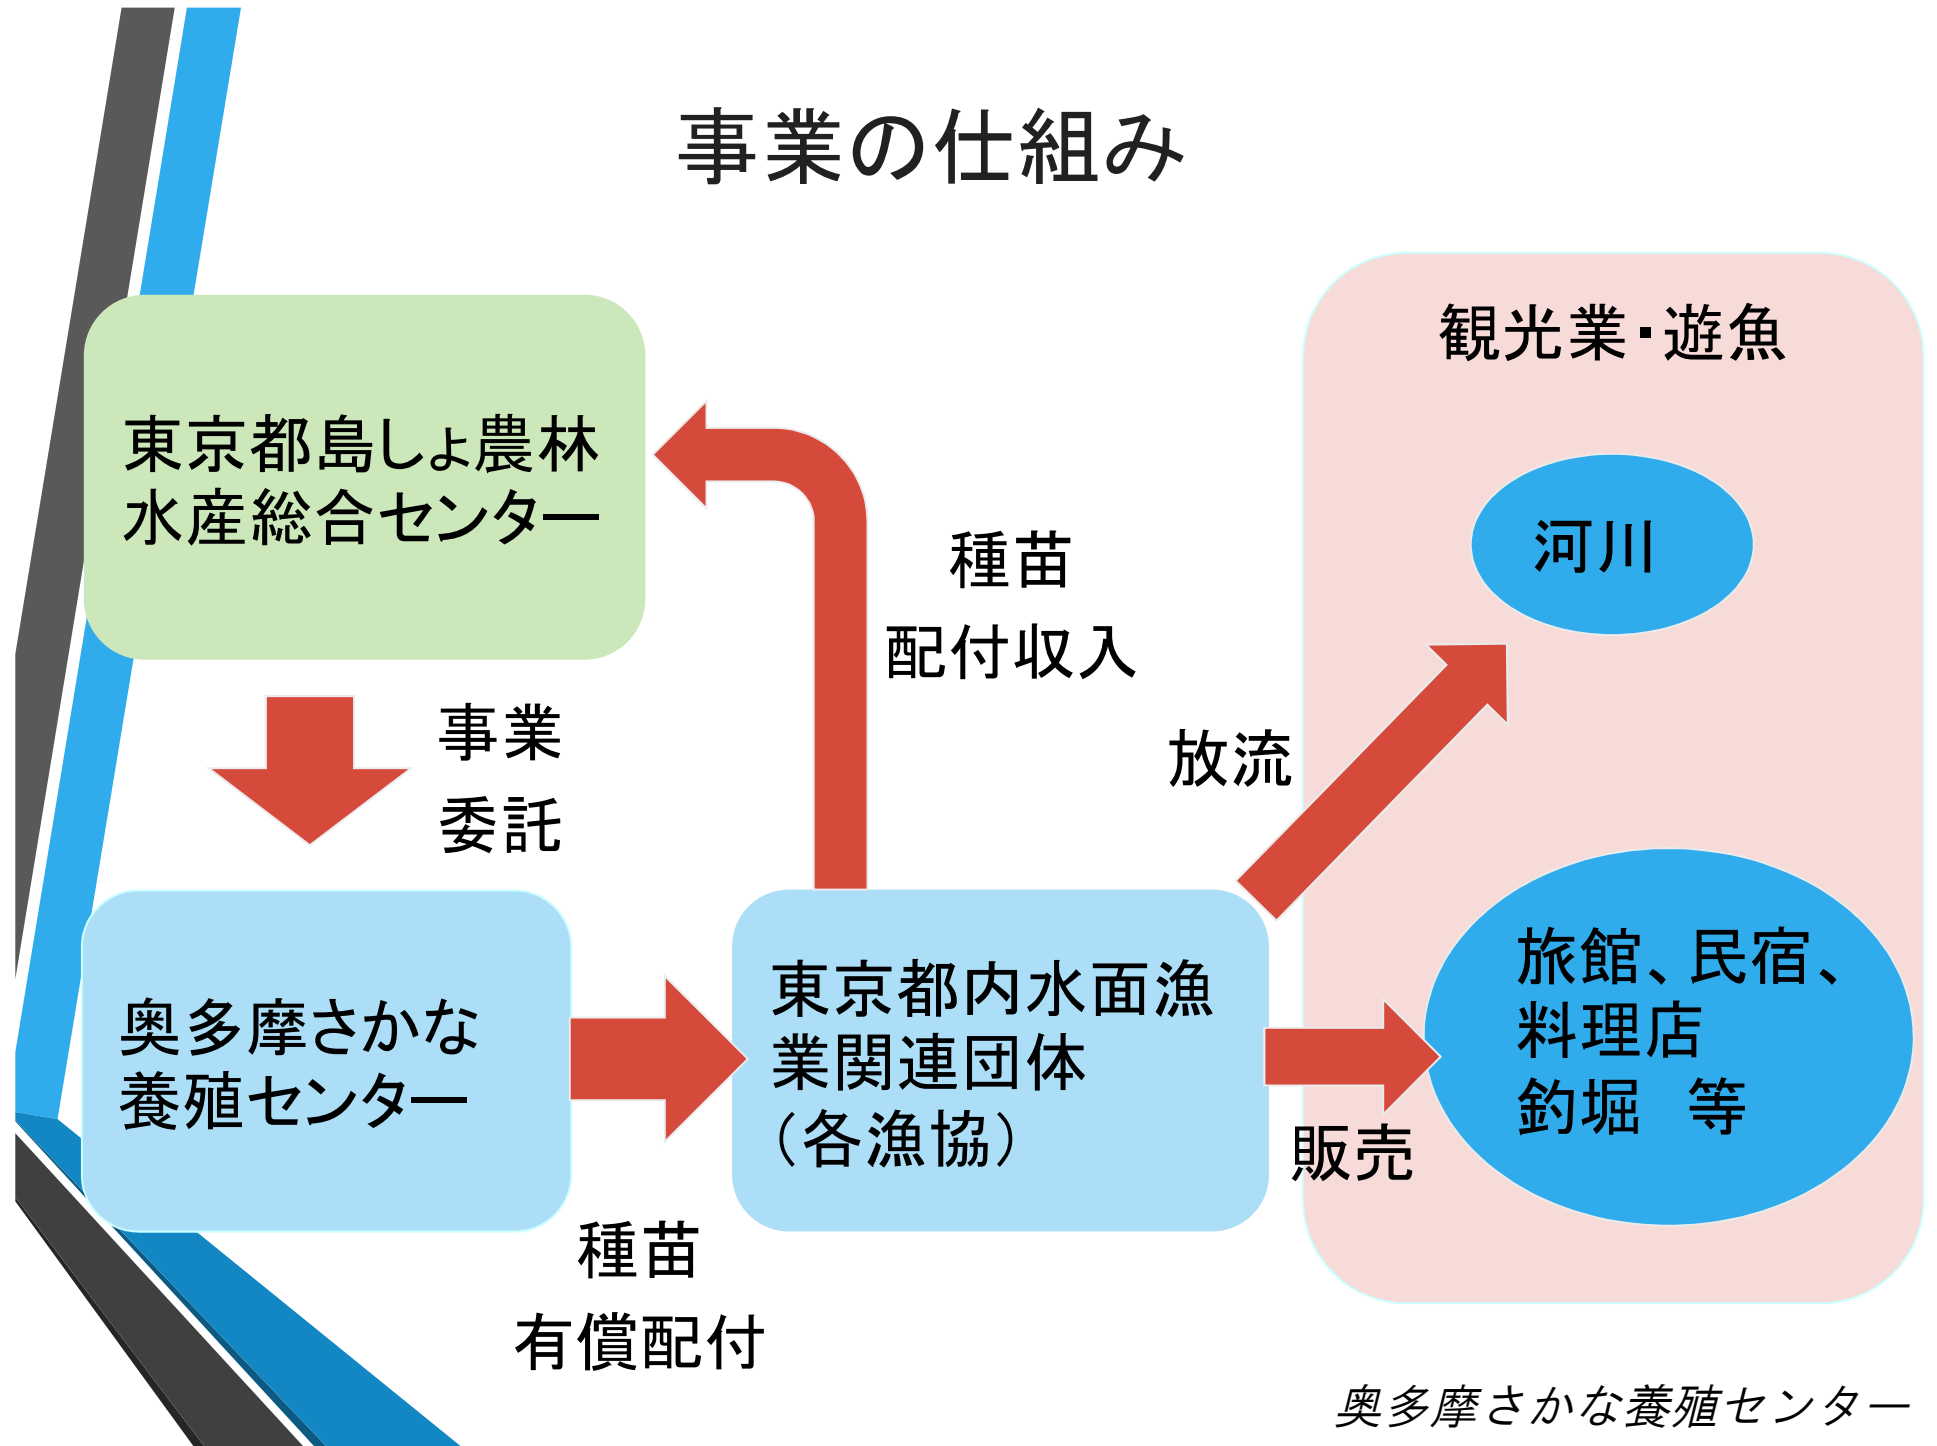 事業の仕組み
東京都島しょ農林
水産総合センター
事業
委託
奥多摩さかな
養殖センター
種苗
有償配付
東京都内水面漁
業関連団体
（各漁協）
種苗
配付収入
放流
販売
観光業・遊魚
河川
旅館、民宿、
料理店
釣堀　等
奥多摩さかな養殖センター